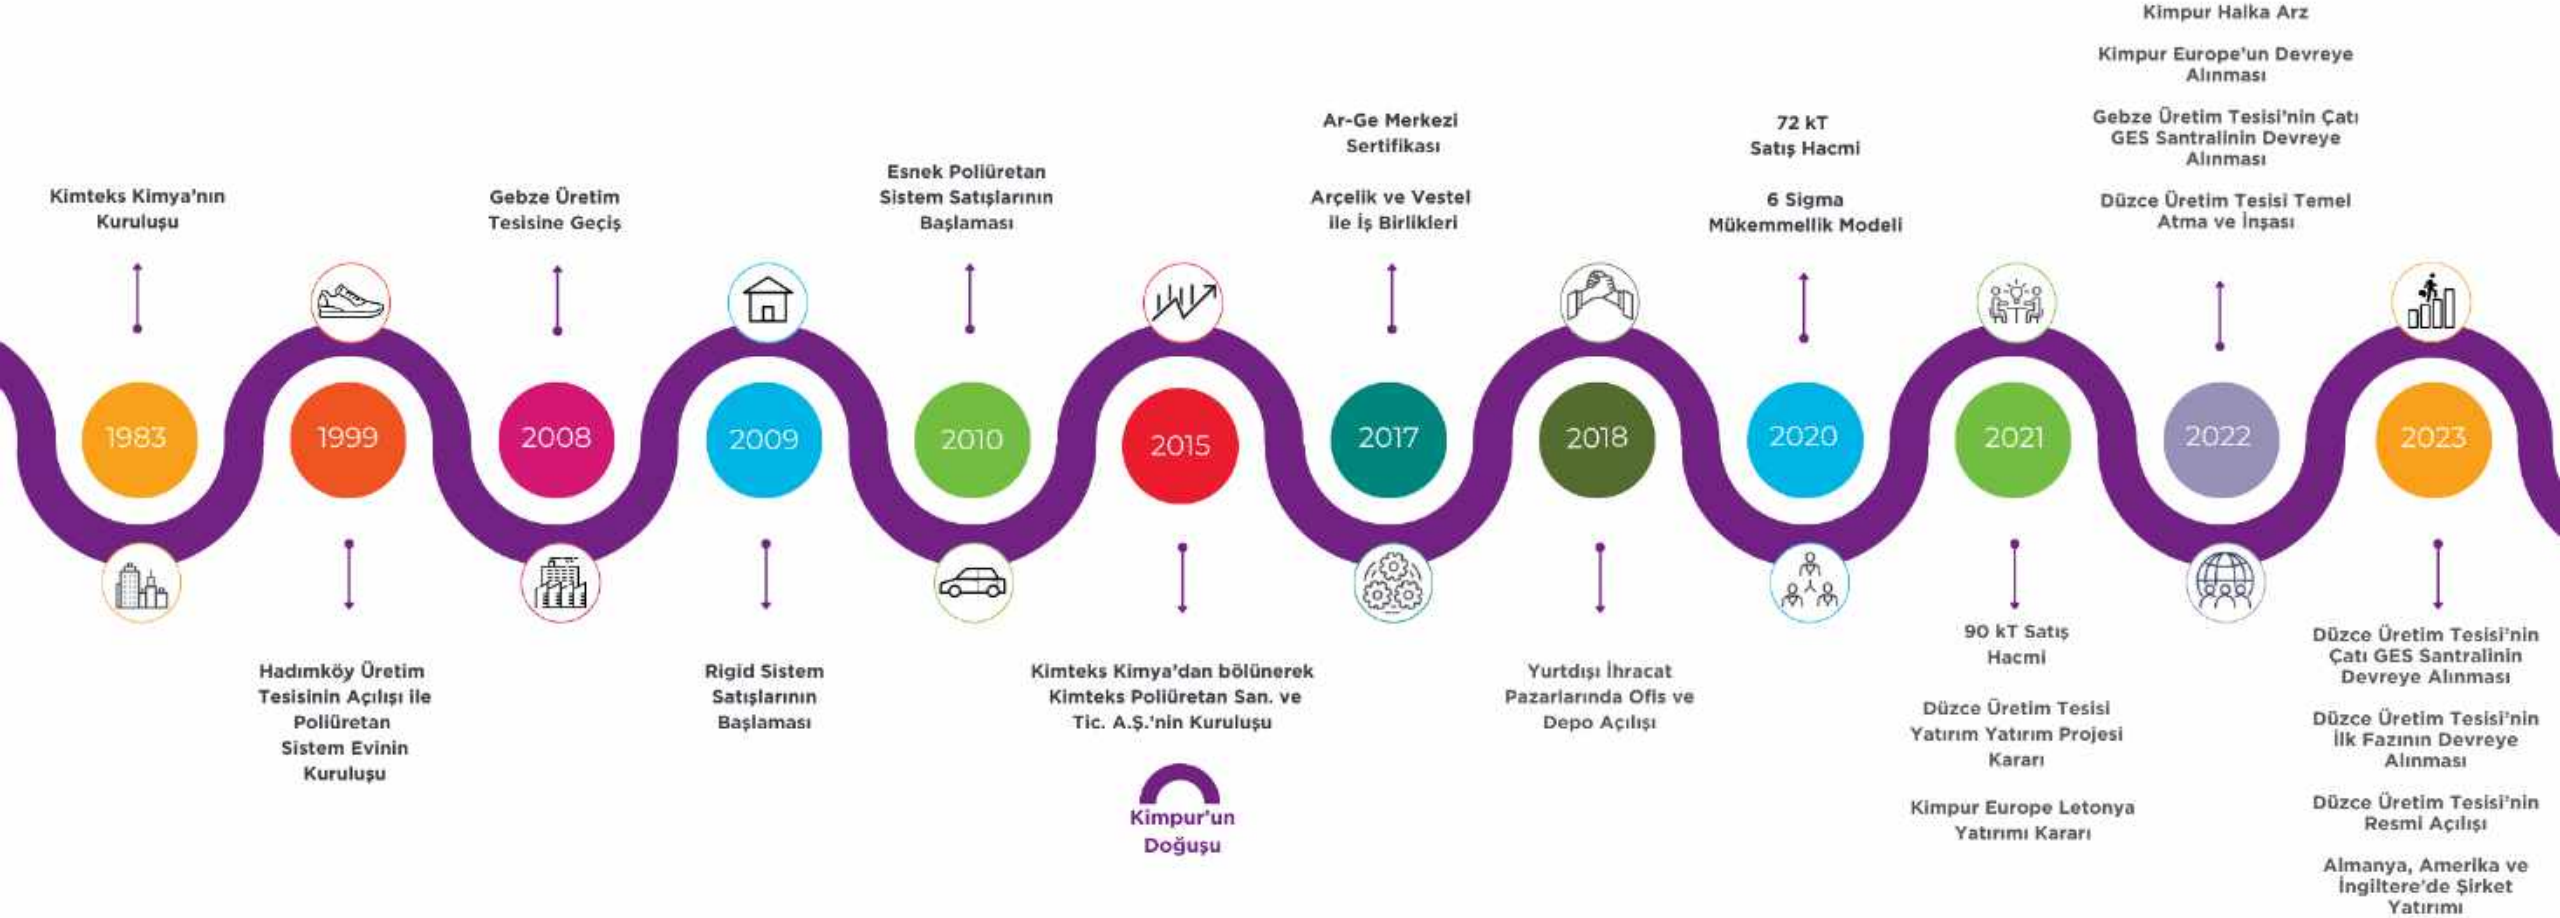 Kimteks Kimya'nın
Kuruluşu
1983
1999
Hadımköy Üretim
Tesisinin Açılışı ile
Poliüretan
Sistem Evinin
Kuruluşu
Gebze Üretim
Tesisine Geçiş
2008
2009
Rigid Sistem
Satışlarının
Başlaması
Esnek Poliüretan
Sistem Satışlarının
Başlaması
2010
2015
Kimteks Kimya'dan bölünerek
Kimteks Poliüretan San. ve
Tic. A.Ş.'nin Kuruluşu
Kimpur'un
Doğuşu
Ar-Ge Merkezi
Sertifikası
Arçelik ve Vestel
ile İş Birlikleri
2017
2018
Yurtdışı İhracat
Pazarlarında Ofis ve
Depo Açılışı
72 kT
Satış Hacmi
6 Sigma
Mükemmellik Modeli
2020
2021
90 kT Satış
Hacmi
Düzce Üretim Tesisi
Yatırım Yatırım Projesi
Kararı
Kimpur Europe Letonya
Yatırımı Kararı
Kimpur Halka Arz
Kimpur Europe'un Devreye
Alınması
Gebze Üretim Tesisi'nin Çatı
GES Santralinin Devreye
Alınması
Düzce Üretim Tesisi Temel
Atma ve İnşası
2022
2023
Düzce Üretim Tesisi'nin
Çatı GES Santralinin
Devreye Alınması
Düzce Üretim Tesisi'nin
İlk Fazının Devreye
Alınması
Düzce Üretim Tesisi'nin
Resmi Açılışı
Almanya, Amerika ve
İngiltere'de Şirket
Yatırımı